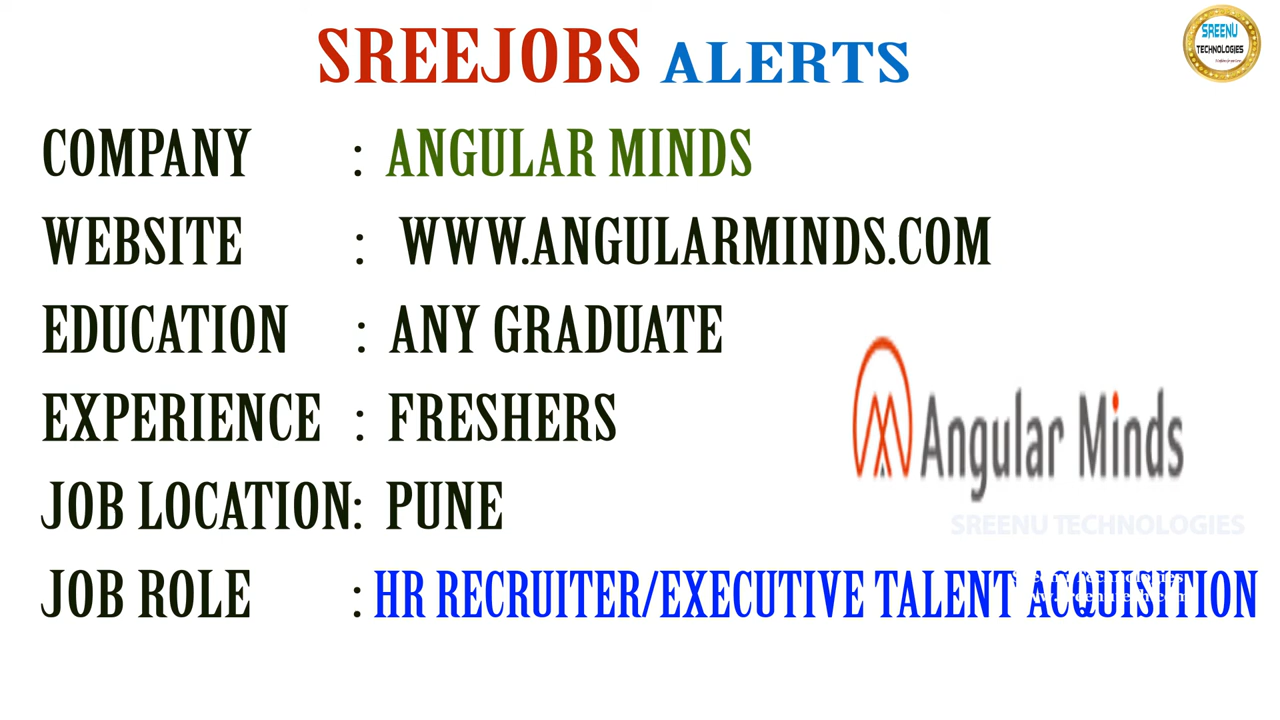 SREEJOBS ALERTS
SREENU
TECHNOLOGIES
COMPANY : ANGULAR MINDS
WEBSITE : WWW.ANGULARMINDS.COM
EDUCATION : ANY GRADUATE
EXPERIENCE : FRESHERS
Angular Minds
JOB LOCATION: PUNE
SREENU TECHNOLOGIES
JOB ROLE : HR RECRUITER/EXECUTIVE TALENT ACQUISITION